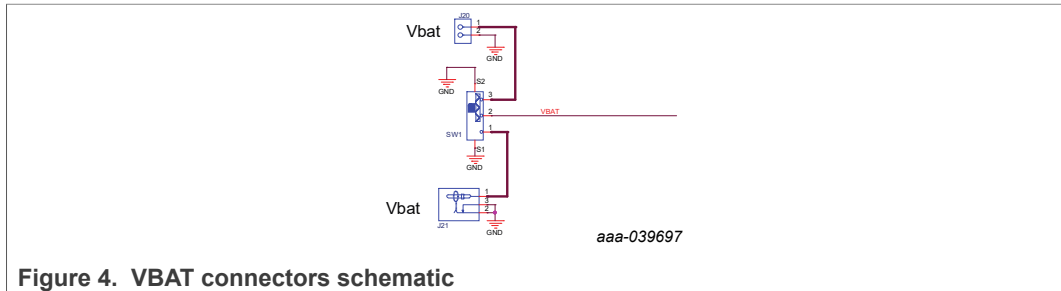 J20
Vbat
1
2
GND
GND
S2
3
2
VBAT
1
SW1
S1
GND
1
3
2
Vbat
J21
GND
aaa-039697
Figure 4. VBAT connectors schematic